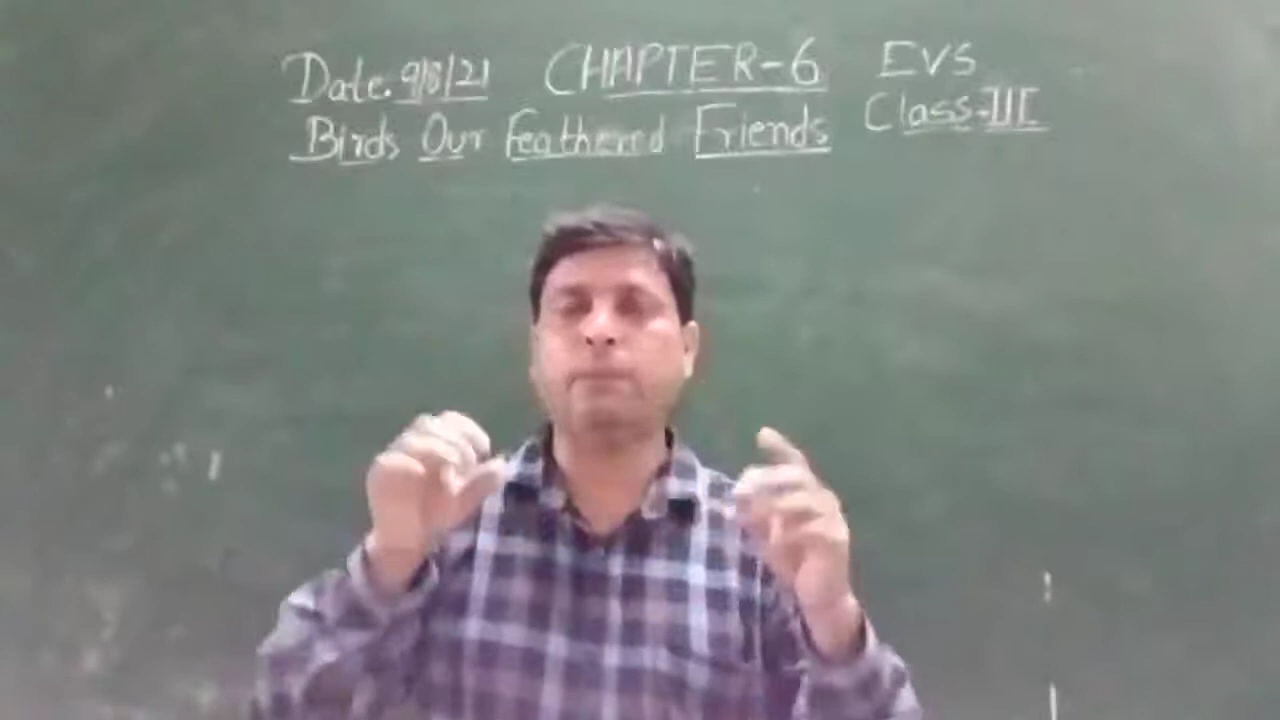 Date. 9/8/21 CHAPTER-6 EVS
Birds Our Feathered Friends Class-III